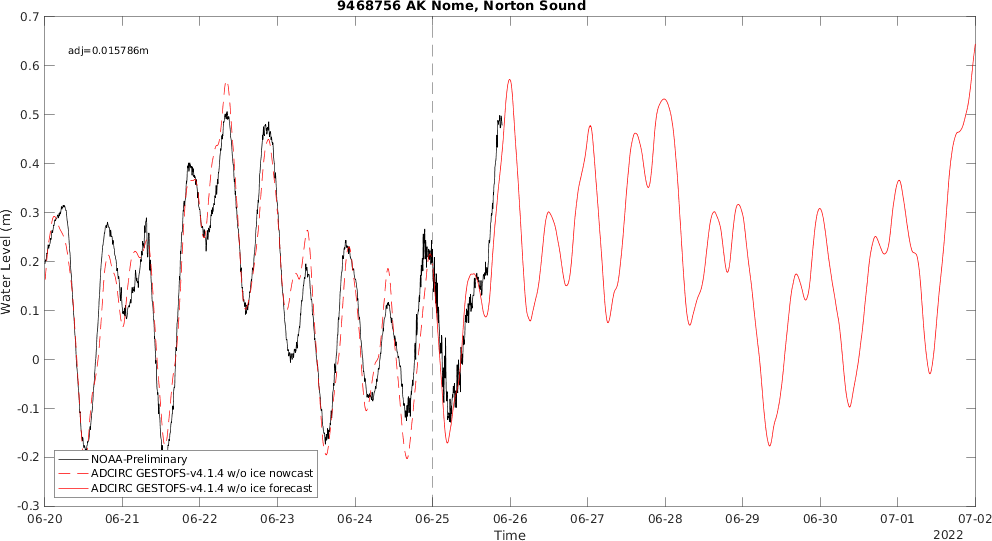 9468756 AK Nome, Norton Sound
adj=0.015786m
Water Level (m)
0.7
0.6
0.5
0.4
0.3
0.2
0.1
0
-0.1
-0.2
-0.3
NOAA-Preliminary
ADCIRC GESTOFS-v4.1.4 w/o ice nowcast
ADCIRC GESTOFS-v4.1.4 w/o ice forecast
06-20 06-21 06-22 06-23 06-24 06-25 06-26 06-27 06-28 06-29 06-30 07-01 07-02
Time
2022